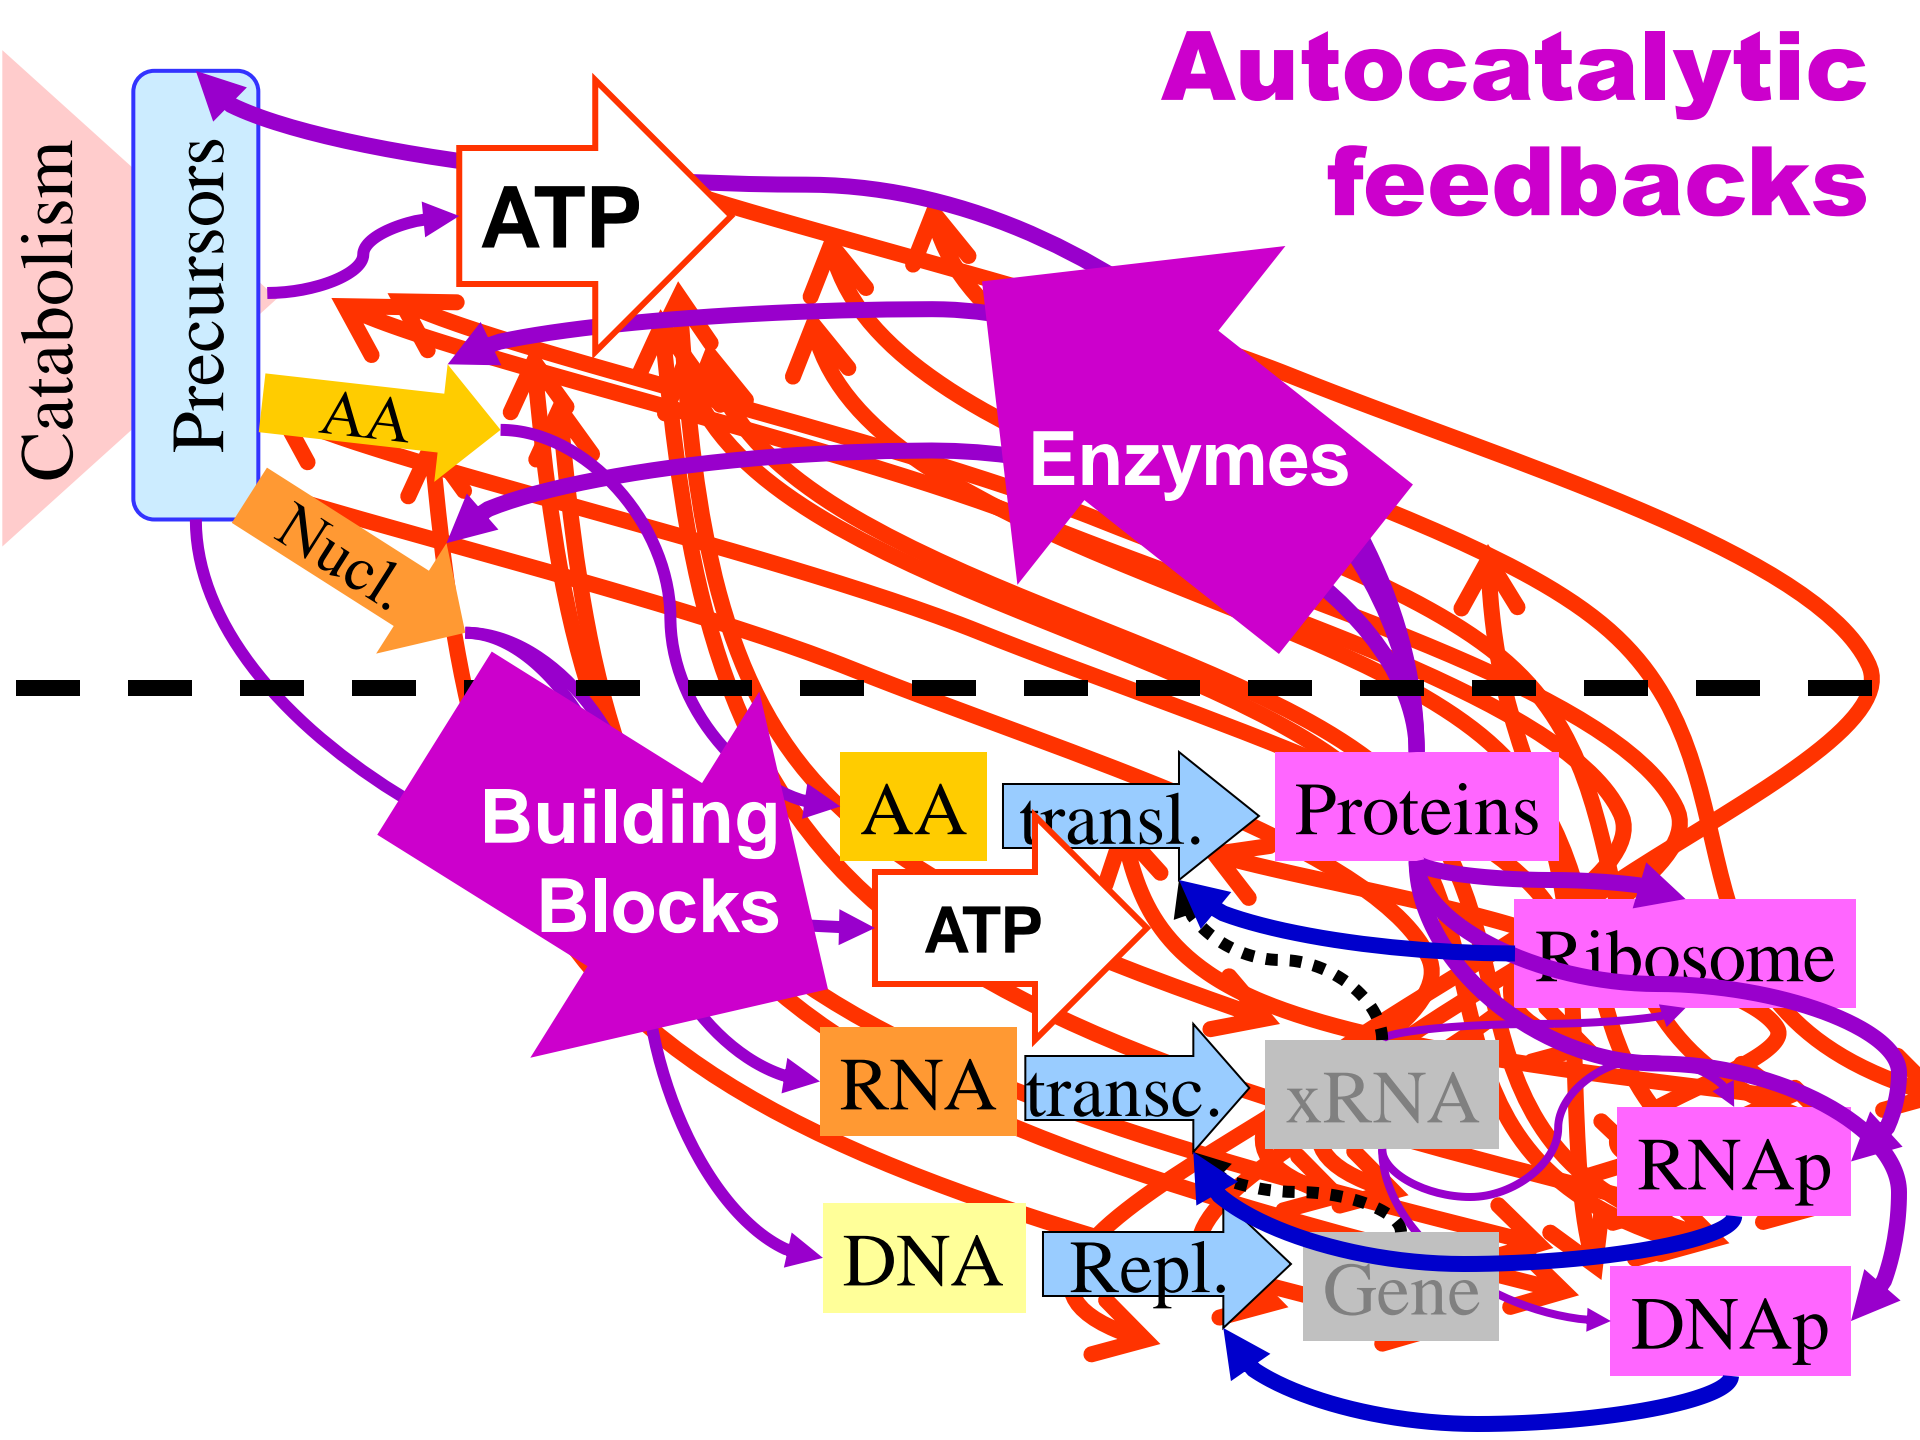 Autocatalytic
feedbacks
Catabolism
Precursors
ATP
AA
Nucl.
Enzymes
Building
Blocks
AA
transl.
Proteins
ATP
Ribosome
RNA
transc.
xRNA
RNAp
DNA
Repl.
Gene
DNAp